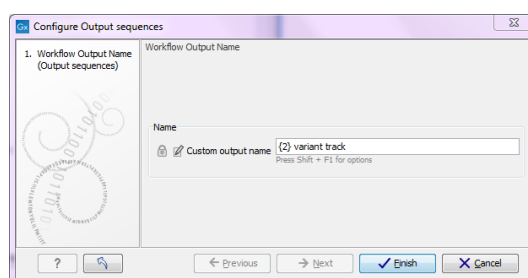 Gx Configure Output sequences
1. Workflow Output Name
(Output sequences)
Workflow Output Name
Name
Custom output name {2} variant track
Press Shift + F1 for options
? Previous Next Finish Cancel